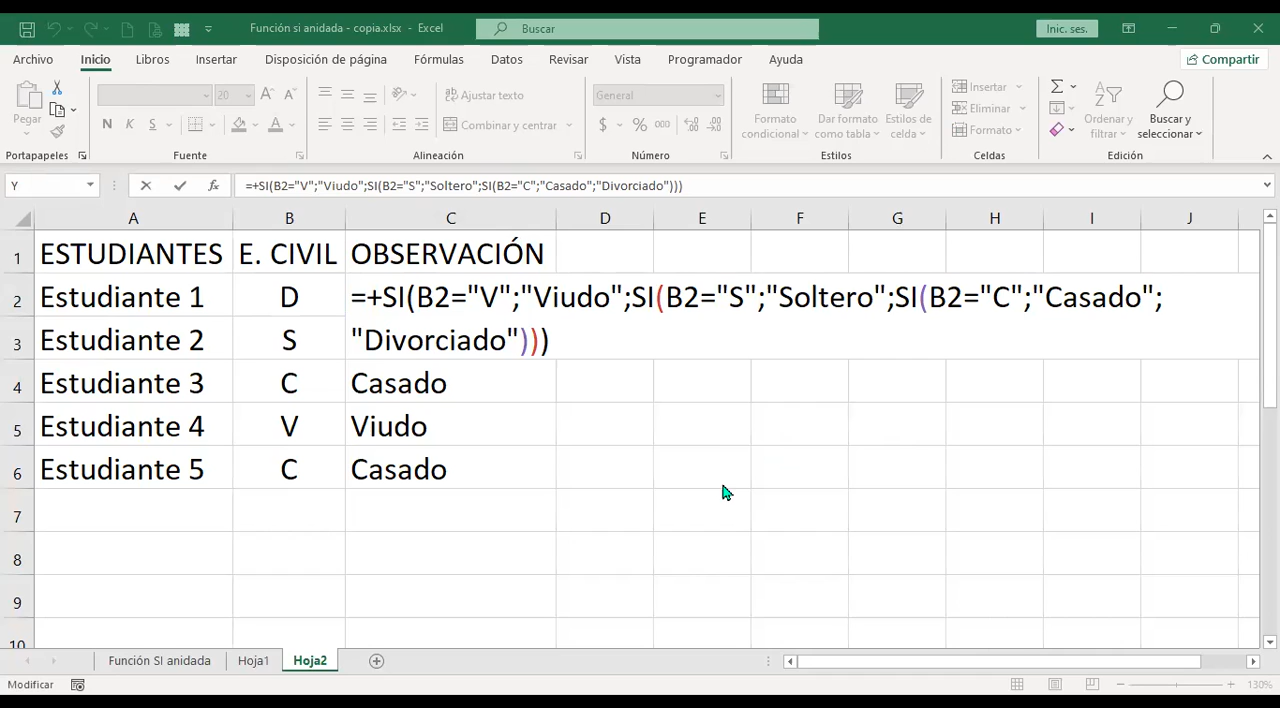 Función si anidada - copia.xlsx - Excel
Buscar
Inic. ses.
Archivo Inicio Libros Insertar Disposición de página Fórmulas Datos Revisar Vista Programador Ayuda Compartir
Pegar
20
N K S
Ajustar texto
Combinar y centrar
General
$ % 000
Formato condicional
Dar formato como tabla
Estilos de celda
Insertar
Eliminar
Formato
Ordenar y filtrar
Buscar y seleccionar
Portapapeles Fuente Alineación Número Estilos Celdas Edición
Y
fx
=+SI(B2="V";"Viudo";SI(B2="S";"Soltero";SI(B2="C";"Casado";"Divorciado")))
A B C D E F G H I J
1 ESTUDIANTES E. CIVIL OBSERVACIÓN
2 Estudiante 1 D =+SI(B2="V";"Viudo";SI(B2="S";"Soltero";SI(B2="C";"Casado";
3 Estudiante 2 S "Divorciado")))
4 Estudiante 3 C Casado
5 Estudiante 4 V Viudo
6 Estudiante 5 C Casado
7
8
9
10
Función SI anidada Hoja1 Hoja2
Modificar
130%